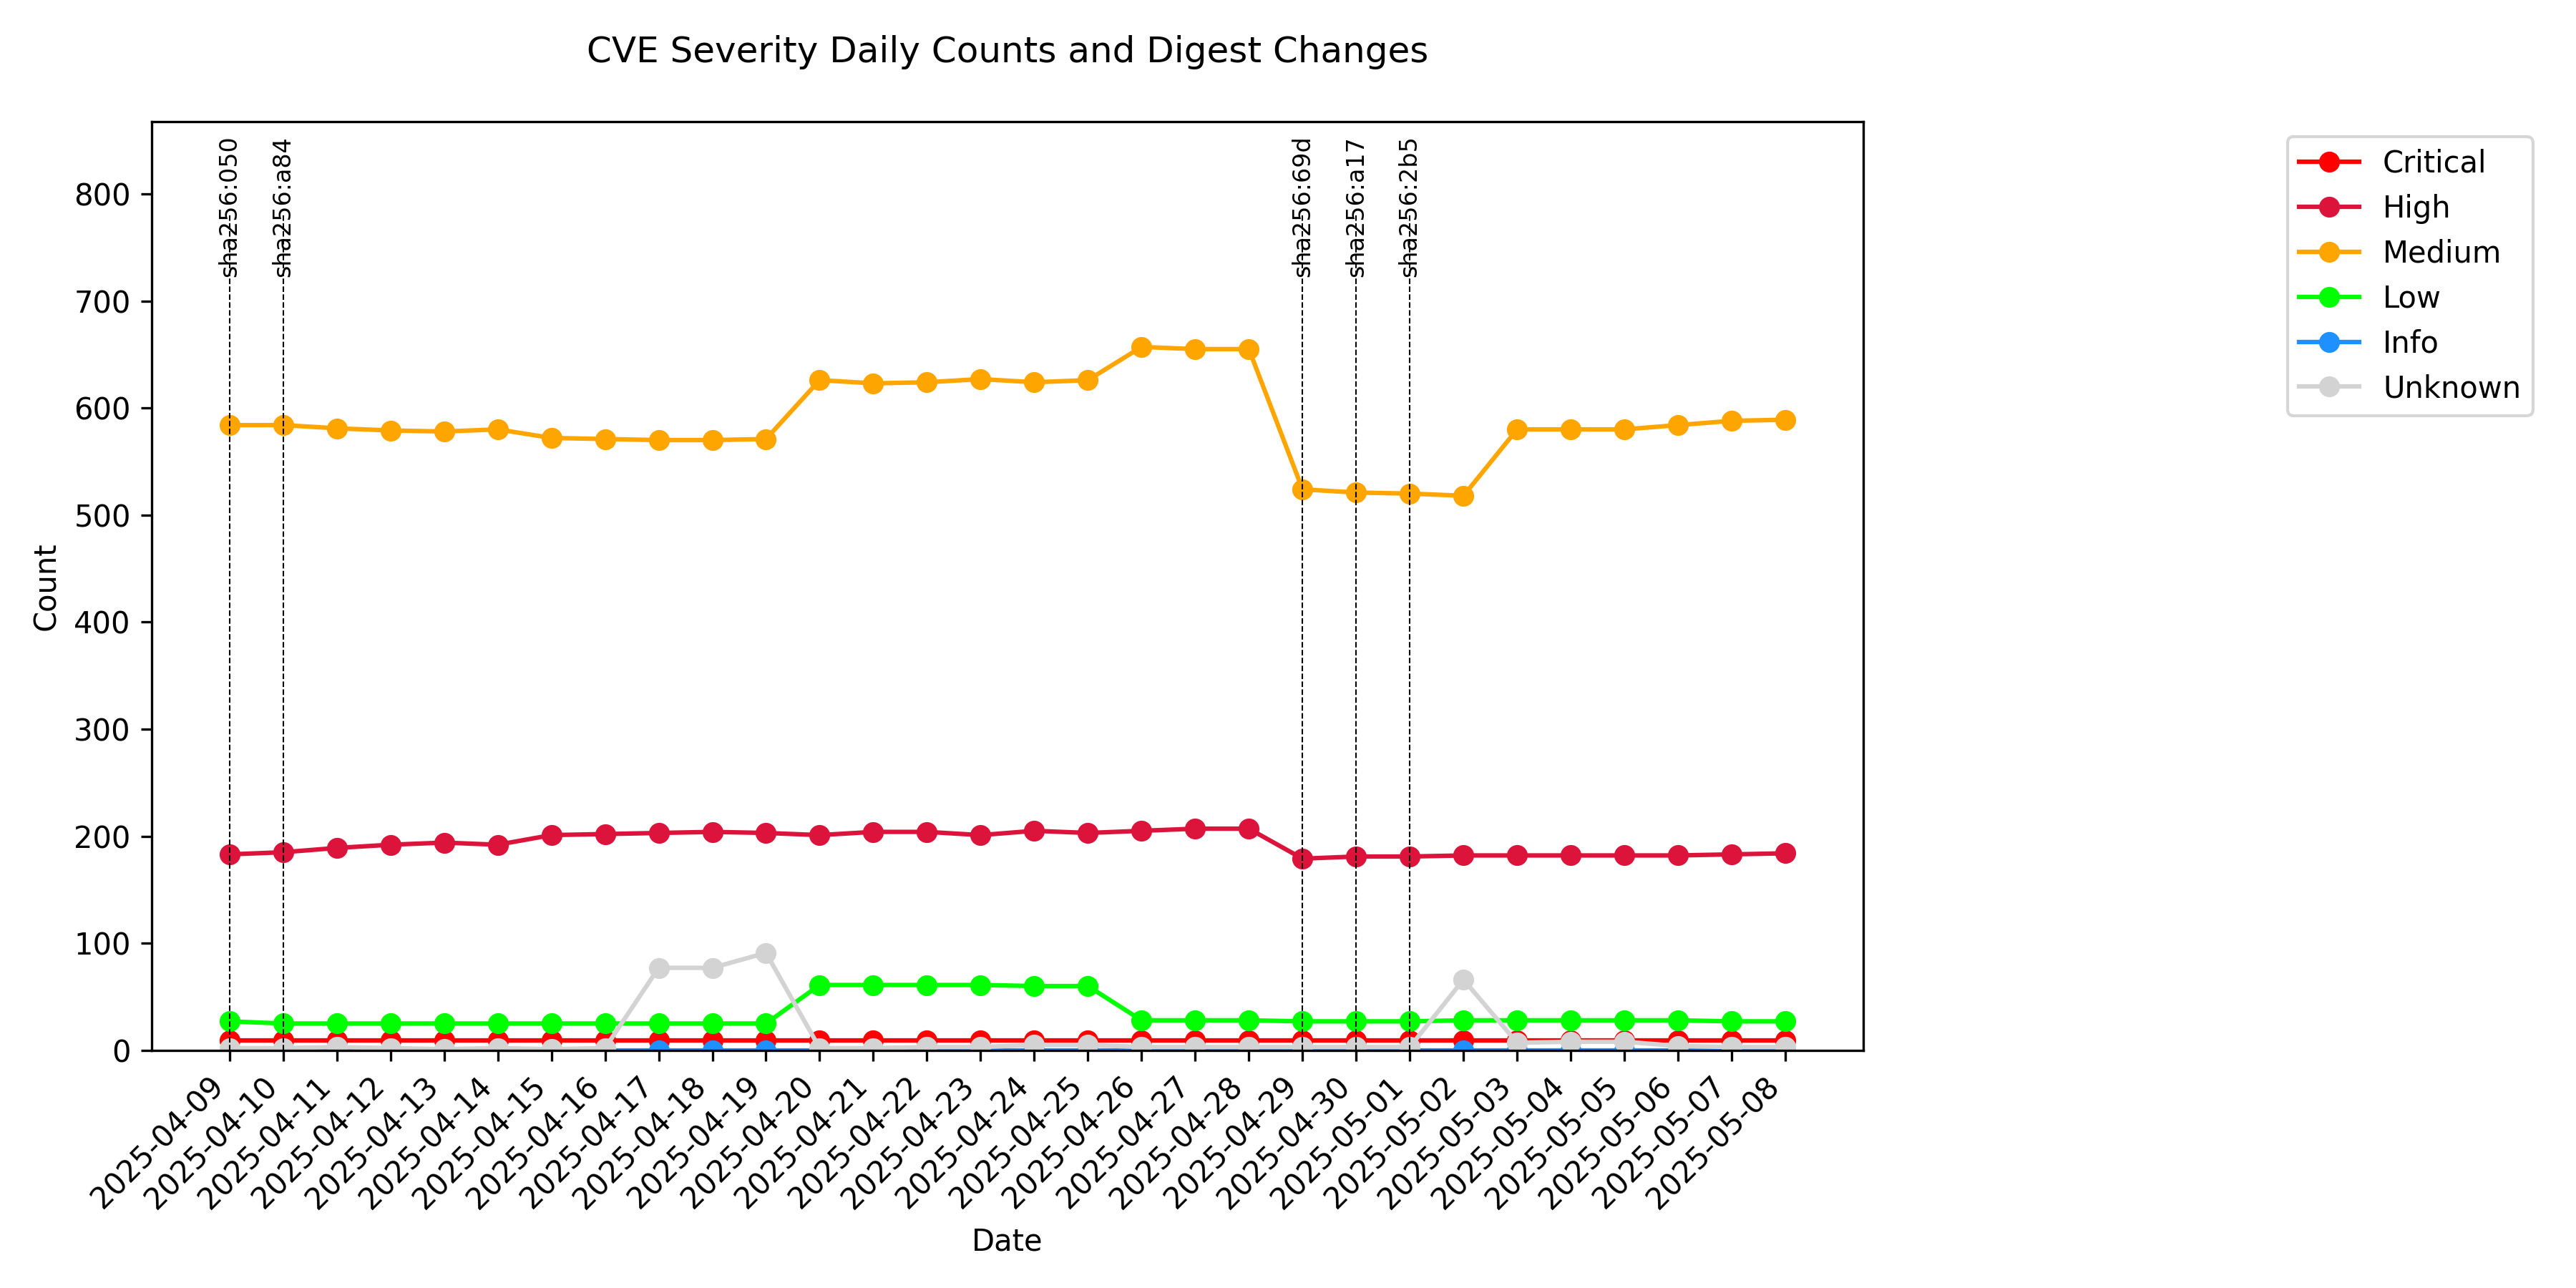 CVE Severity Daily Counts and Digest Changes
sha256:050
sha256:a84
sha256:69d
sha256:a17
sha256:2b5
Critical
High
Medium
Low
Info
Unknown
800
700
600
500
400
300
200
100
0
Count
2025-04-09
2025-04-10
2025-04-11
2025-04-12
2025-04-13
2025-04-14
2025-04-15
2025-04-16
2025-04-17
2025-04-18
2025-04-19
2025-04-20
2025-04-21
2025-04-22
2025-04-23
2025-04-24
2025-04-25
2025-04-26
2025-04-27
2025-04-28
2025-04-29
2025-04-30
2025-05-01
2025-05-02
2025-05-03
2025-05-04
2025-05-05
2025-05-06
2025-05-07
2025-05-08
Date